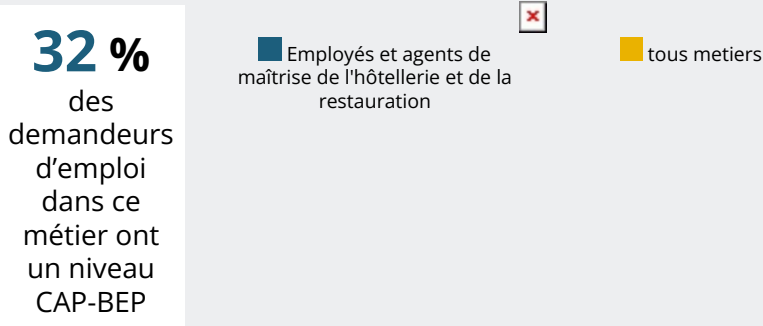 32 %
des
demandeurs
d’emploi
dans ce
métier ont
un niveau
CAP-BEP
Employés et agents de
maîtrise de l'hôtellerie et de la
restauration
tous metiers